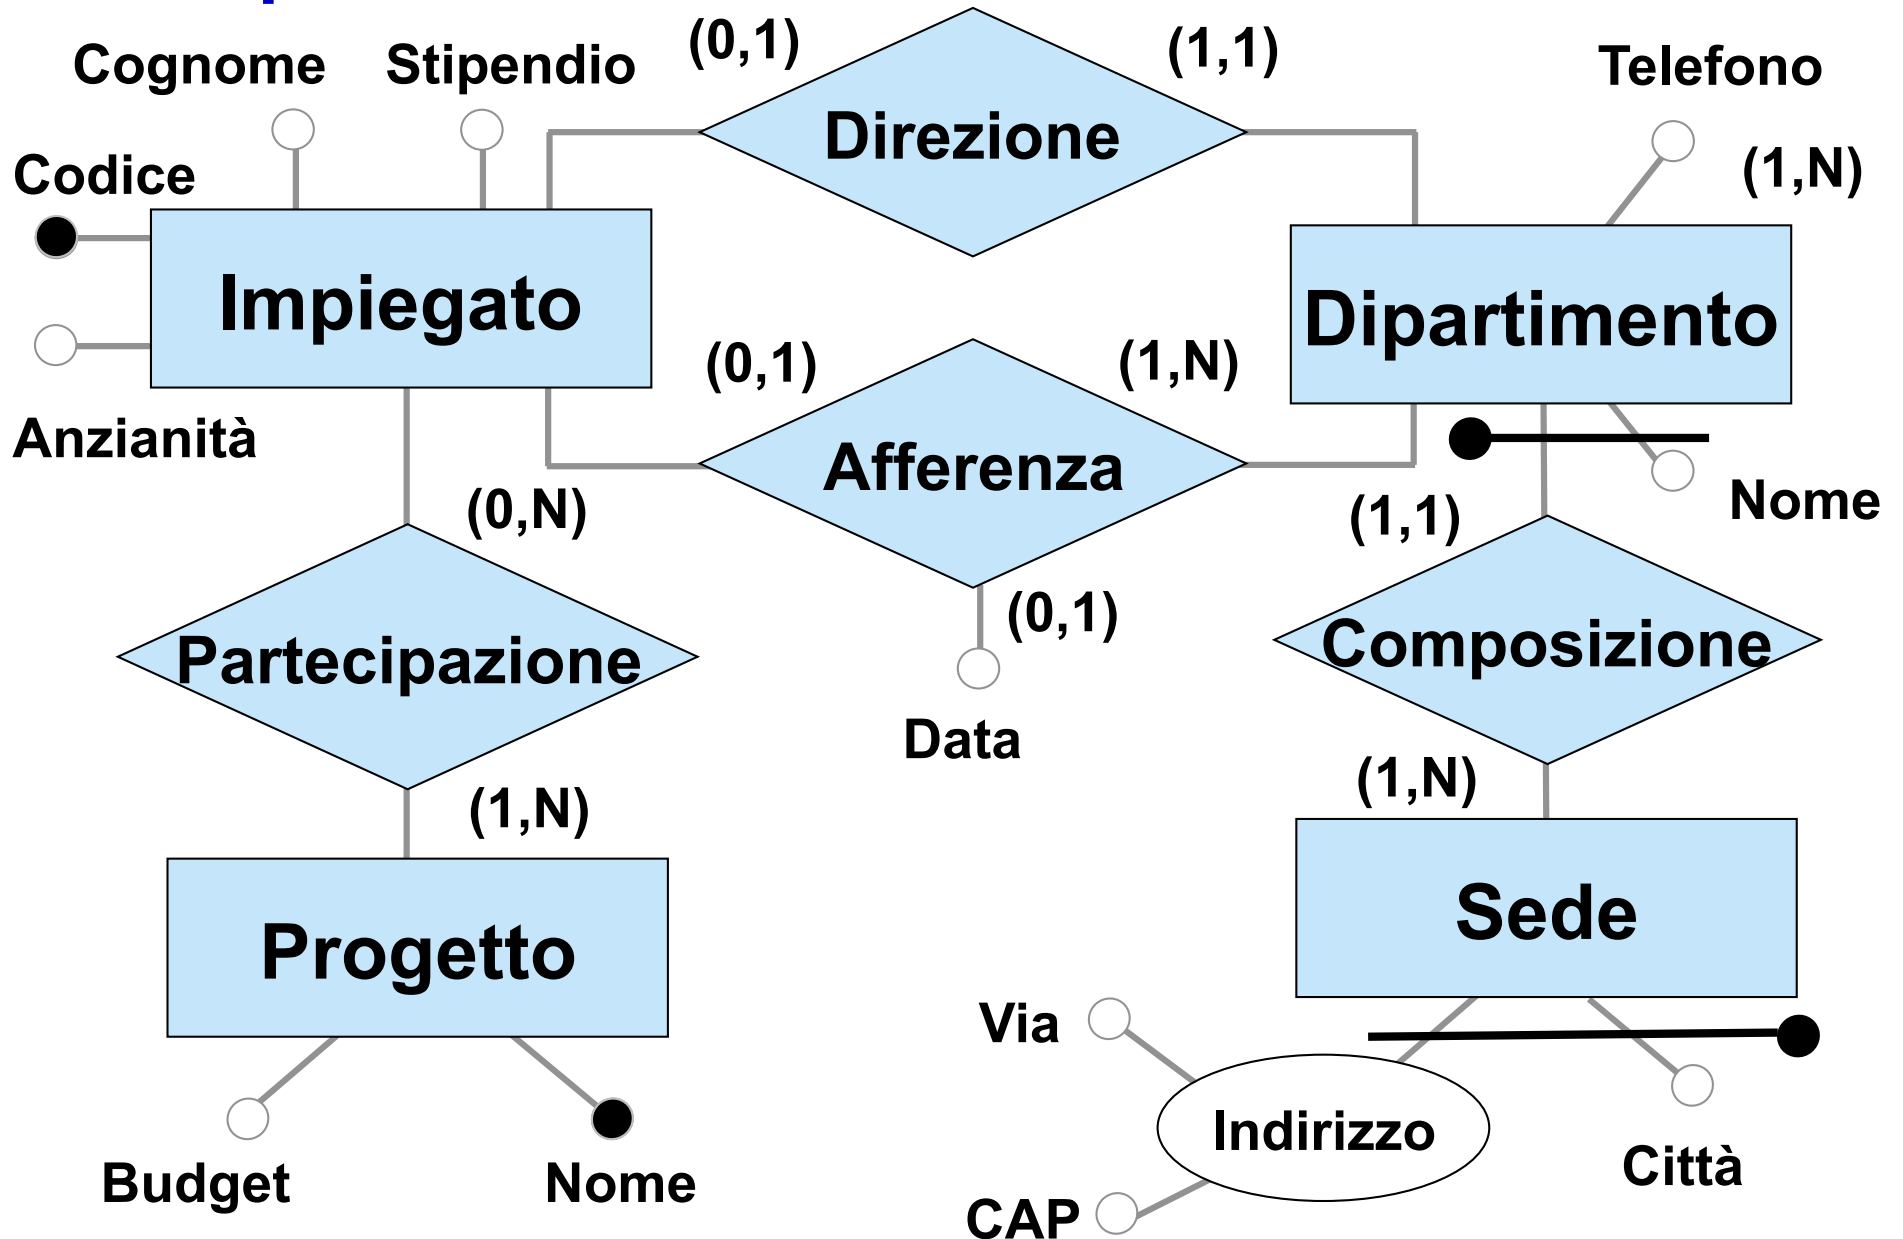 Cognome
Stipendio
(0,1)
(1,1)
Telefono
Codice
Direzione
(1,N)
Impiegato
Dipartimento
(0,1)
(1,N)
Anzianità
Afferenza
(0,N)
(1,1)
Nome
(0,1)
Partecipazione
Composizione
Data
(1,N)
(1,N)
Progetto
Sede
Via
Indirizzo
Città
Budget
Nome
CAP